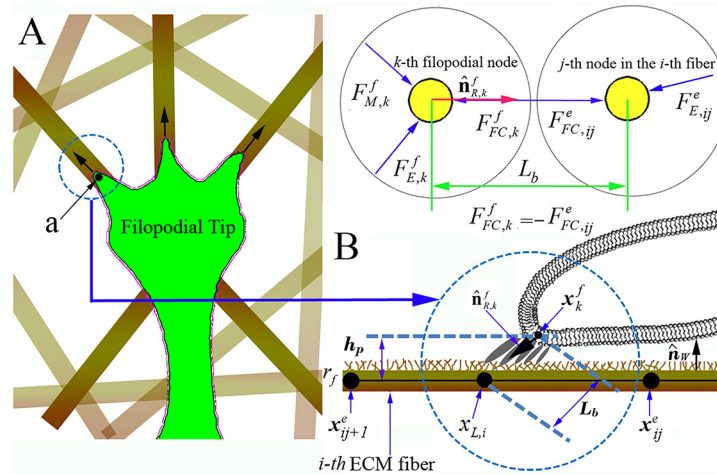 A
a
Filopodial Tip
k-th filopodial node
j-th node in the i-th fiber
n̂^f_{R,k}
F^f_{M,k}
F^f_{FC,k}
F^e_{FC,ij}
F^e_{E,ij}
F^f_{E,k}
L_b
F^f_{FC,k} = −F^e_{FC,ij}
B
n̂^f_{R,k}
x^f_k
h_p
n̂_W
r_f
L_b
x^e_{ij+1}
x_{L,i}
x^e_{ij}
i-th ECM fiber